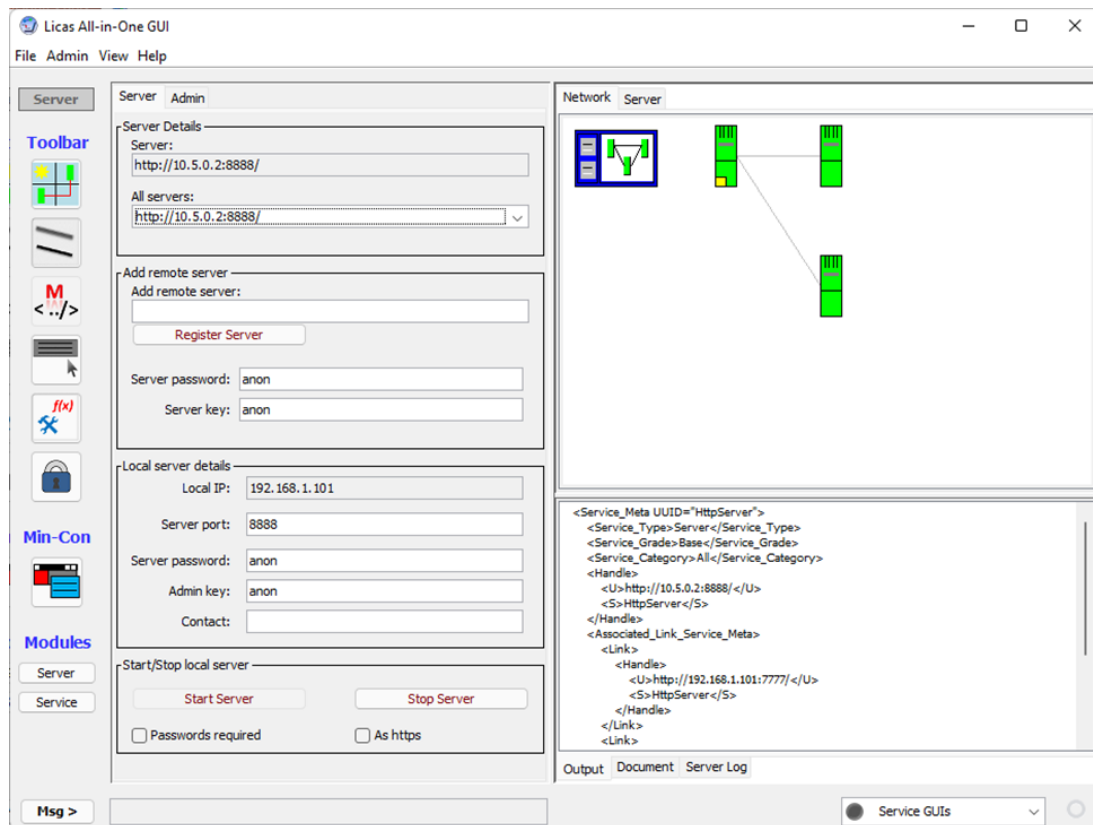 Licas All-in-One GUI
File Admin View Help
Server
Toolbar
M
<../>
f(x)
Min-Con
Modules
Server
Service
Msg >
Server Admin
Server Details
Server:
http://10.5.0.2:8888/
All servers:
http://10.5.0.2:8888/
Add remote server
Add remote server:
Register Server
Server password: anon
Server key: anon
Local server details
Local IP: 192.168.1.101
Server port: 8888
Server password: anon
Admin key: anon
Contact:
Start/Stop local server
Start Server Stop Server
Passwords required As https
Network Server
<Service_Meta UUID="HttpServer">
<Service_Type>Server</Service_Type>
<Service_Grade>Base</Service_Grade>
<Service_Category>All</Service_Category>
<Handle>
<U>http://10.5.0.2:8888/</U>
<S>HttpServer</S>
</Handle>
<Associated_Link_Service_Meta>
<Link>
<Handle>
<U>http://192.168.1.101:7777/</U>
<S>HttpServer</S>
</Handle>
</Link>
<Link>
Output Document Server Log
Service GUIs